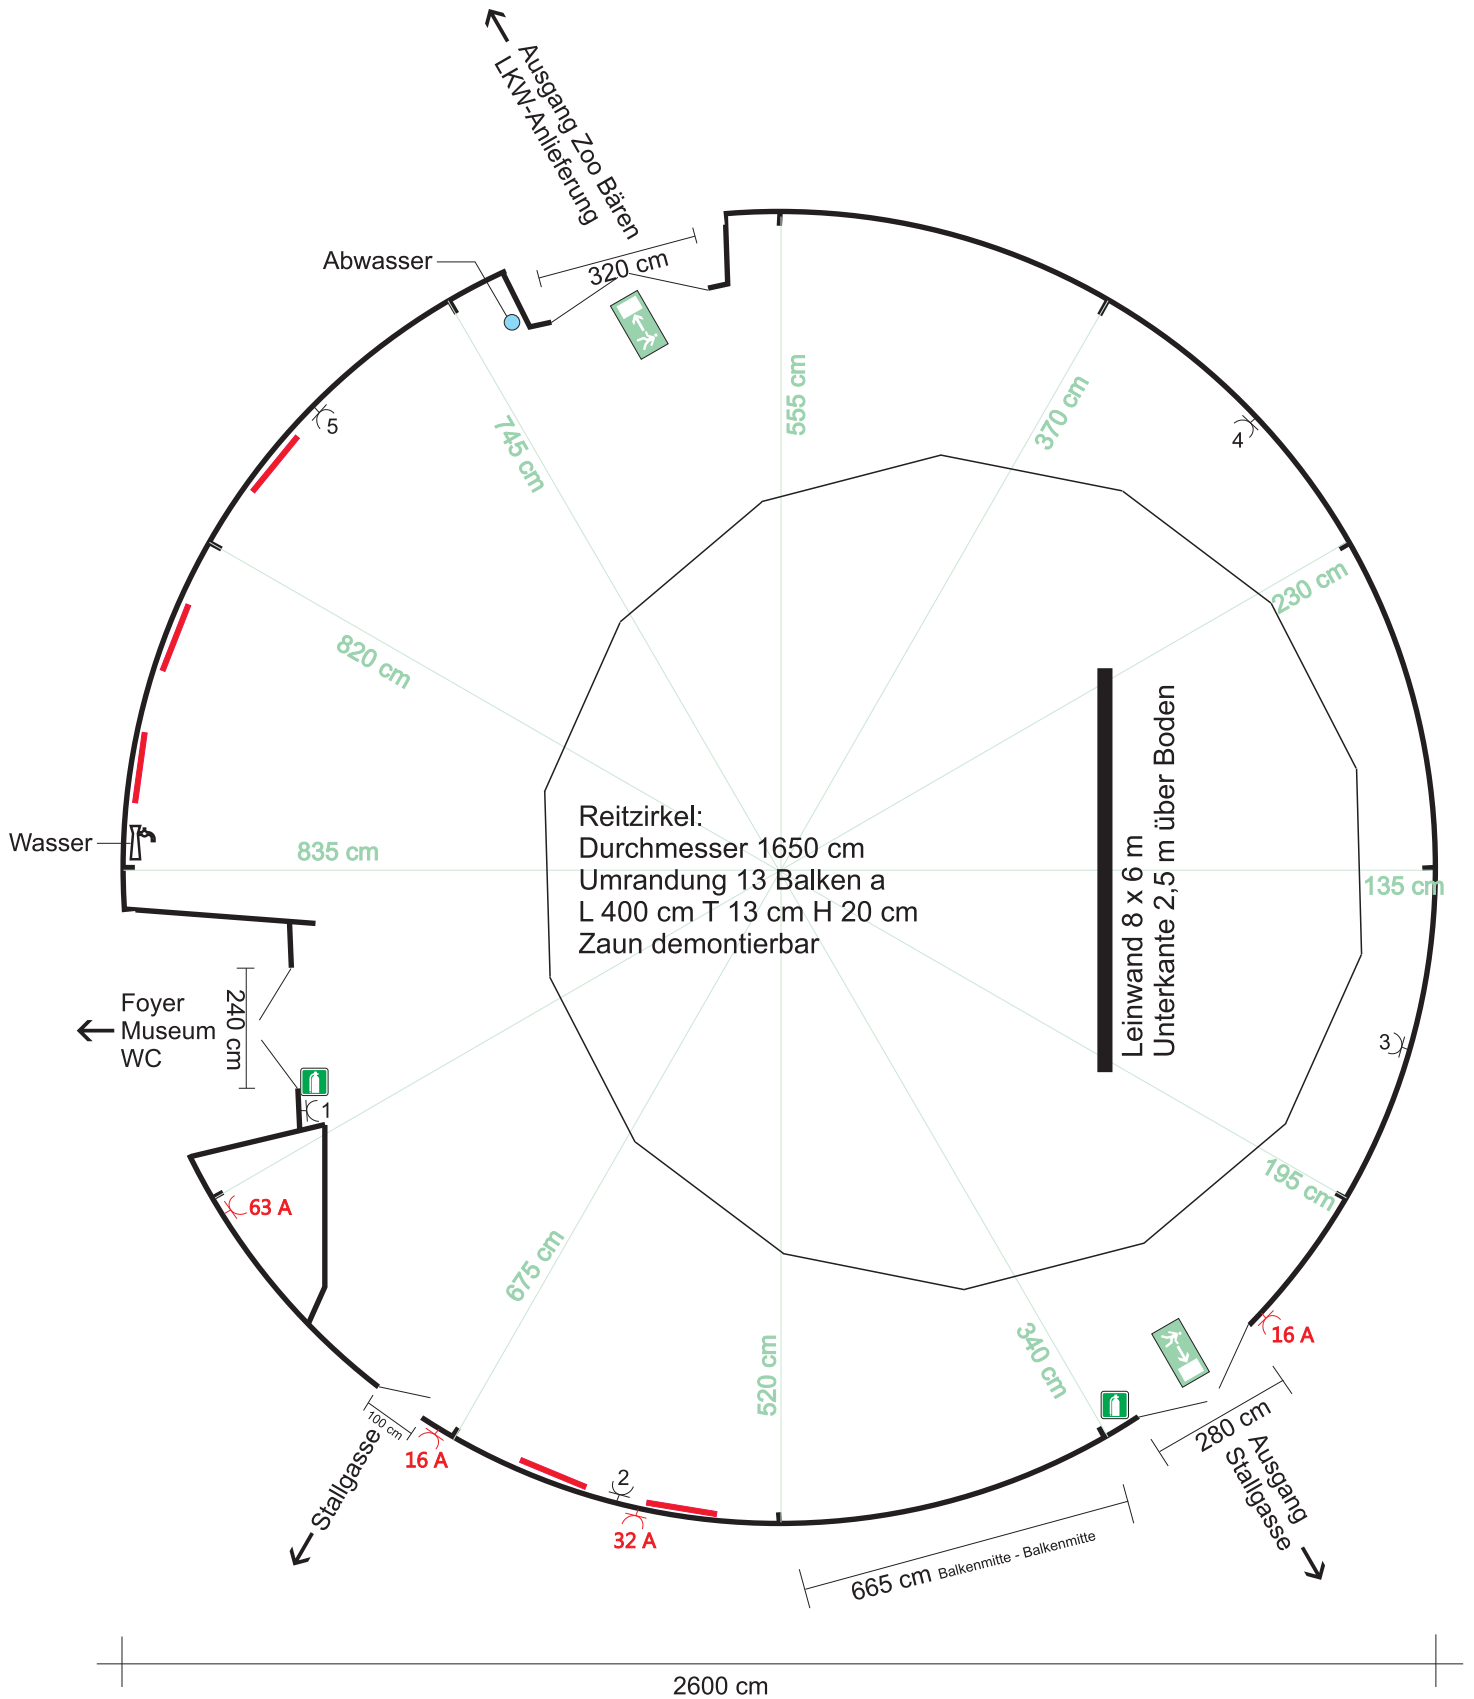 Ausgang Zoo Bären
LKW-Anlieferung
Abwasser
320 cm
555 cm
370 cm
745 cm
5
4
230 cm
820 cm
Wasser
835 cm
Reitzirkel:
Durchmesser 1650 cm
Umrandung 13 Balken a
L 400 cm T 13 cm H 20 cm
Zaun demontierbar
Leinwand 8 x 6 m
Unterkante 2,5 m über Boden
135 cm
Foyer
Museum
WC
240 cm
3
1
63 A
195 cm
675 cm
520 cm
340 cm
16 A
100 cm
Stallgasse
16 A
2
32 A
280 cm
Ausgang
Stallgasse
665 cm Balkenmitte - Balkenmitte
2600 cm